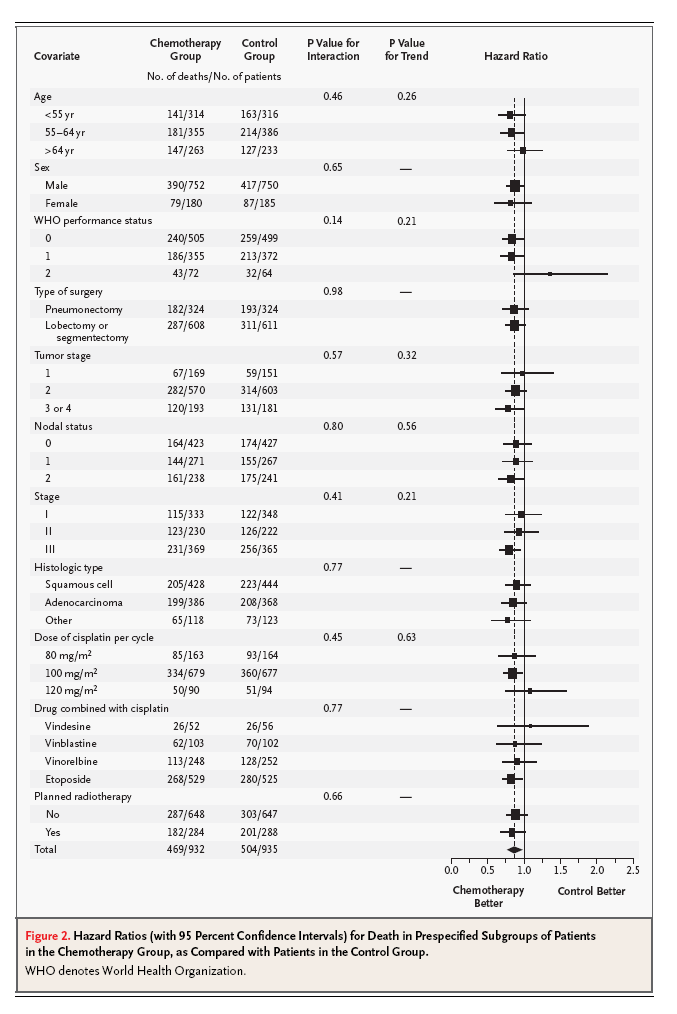 Covariate Chemotherapy Group Control Group P Value for Interaction P Value for Trend Hazard Ratio
No. of deaths/No. of patients
Age 0.46 0.26
<55 yr 141/314 163/316
55–64 yr 181/355 214/386
>64 yr 147/263 127/233
Sex 0.65 —
Male 390/752 417/750
Female 79/180 87/185
WHO performance status 0.14 0.21
0 240/505 259/499
1 186/355 213/372
2 43/72 32/64
Type of surgery 0.98 —
Pneumonectomy 182/324 193/324
Lobectomy or 287/608 311/611
segmentectomy
Tumor stage 0.57 0.32
1 67/169 59/151
2 282/570 314/603
3 or 4 120/193 131/181
Nodal status 0.80 0.56
0 164/423 174/427
1 144/271 155/267
2 161/238 175/241
Stage 0.41 0.21
I 115/333 122/348
II 123/230 126/222
III 231/369 256/365
Histologic type 0.77 —
Squamous cell 205/428 223/444
Adenocarcinoma 199/386 208/368
Other 65/118 73/123
Dose of cisplatin per cycle 0.45 0.63
80 mg/m² 85/163 93/164
100 mg/m² 334/679 360/677
120 mg/m² 50/90 51/94
Drug combined with cisplatin 0.77 —
Vindesine 26/52 26/56
Vinblastine 62/103 70/102
Vinorelbine 113/248 128/252
Etoposide 268/529 280/525
Planned radiotherapy 0.66 —
No 287/648 303/647
Yes 182/284 201/288
Total 469/932 504/935
0.0 0.5 1.0 1.5 2.0 2.5
Chemotherapy Better Control Better
Figure 2. Hazard Ratios (with 95 Percent Confidence Intervals) for Death in Prespecified Subgroups of Patients
in the Chemotherapy Group, as Compared with Patients in the Control Group.
WHO denotes World Health Organization.